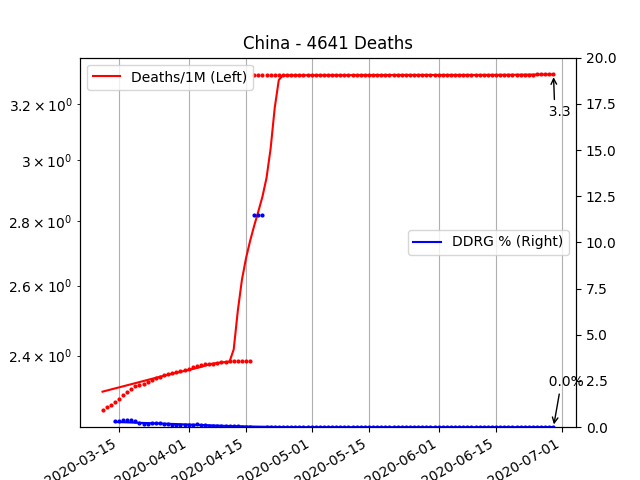 China - 4641 Deaths
Deaths/1M (Left)
DDRG % (Right)
3.2 × 10⁰
3 × 10⁰
2.8 × 10⁰
2.6 × 10⁰
2.4 × 10⁰
20.0
17.5
15.0
12.5
10.0
7.5
5.0
2.5
0.0
3.3
0.0%
2020-03-15
2020-04-01
2020-04-15
2020-05-01
2020-05-15
2020-06-01
2020-06-15
2020-07-01